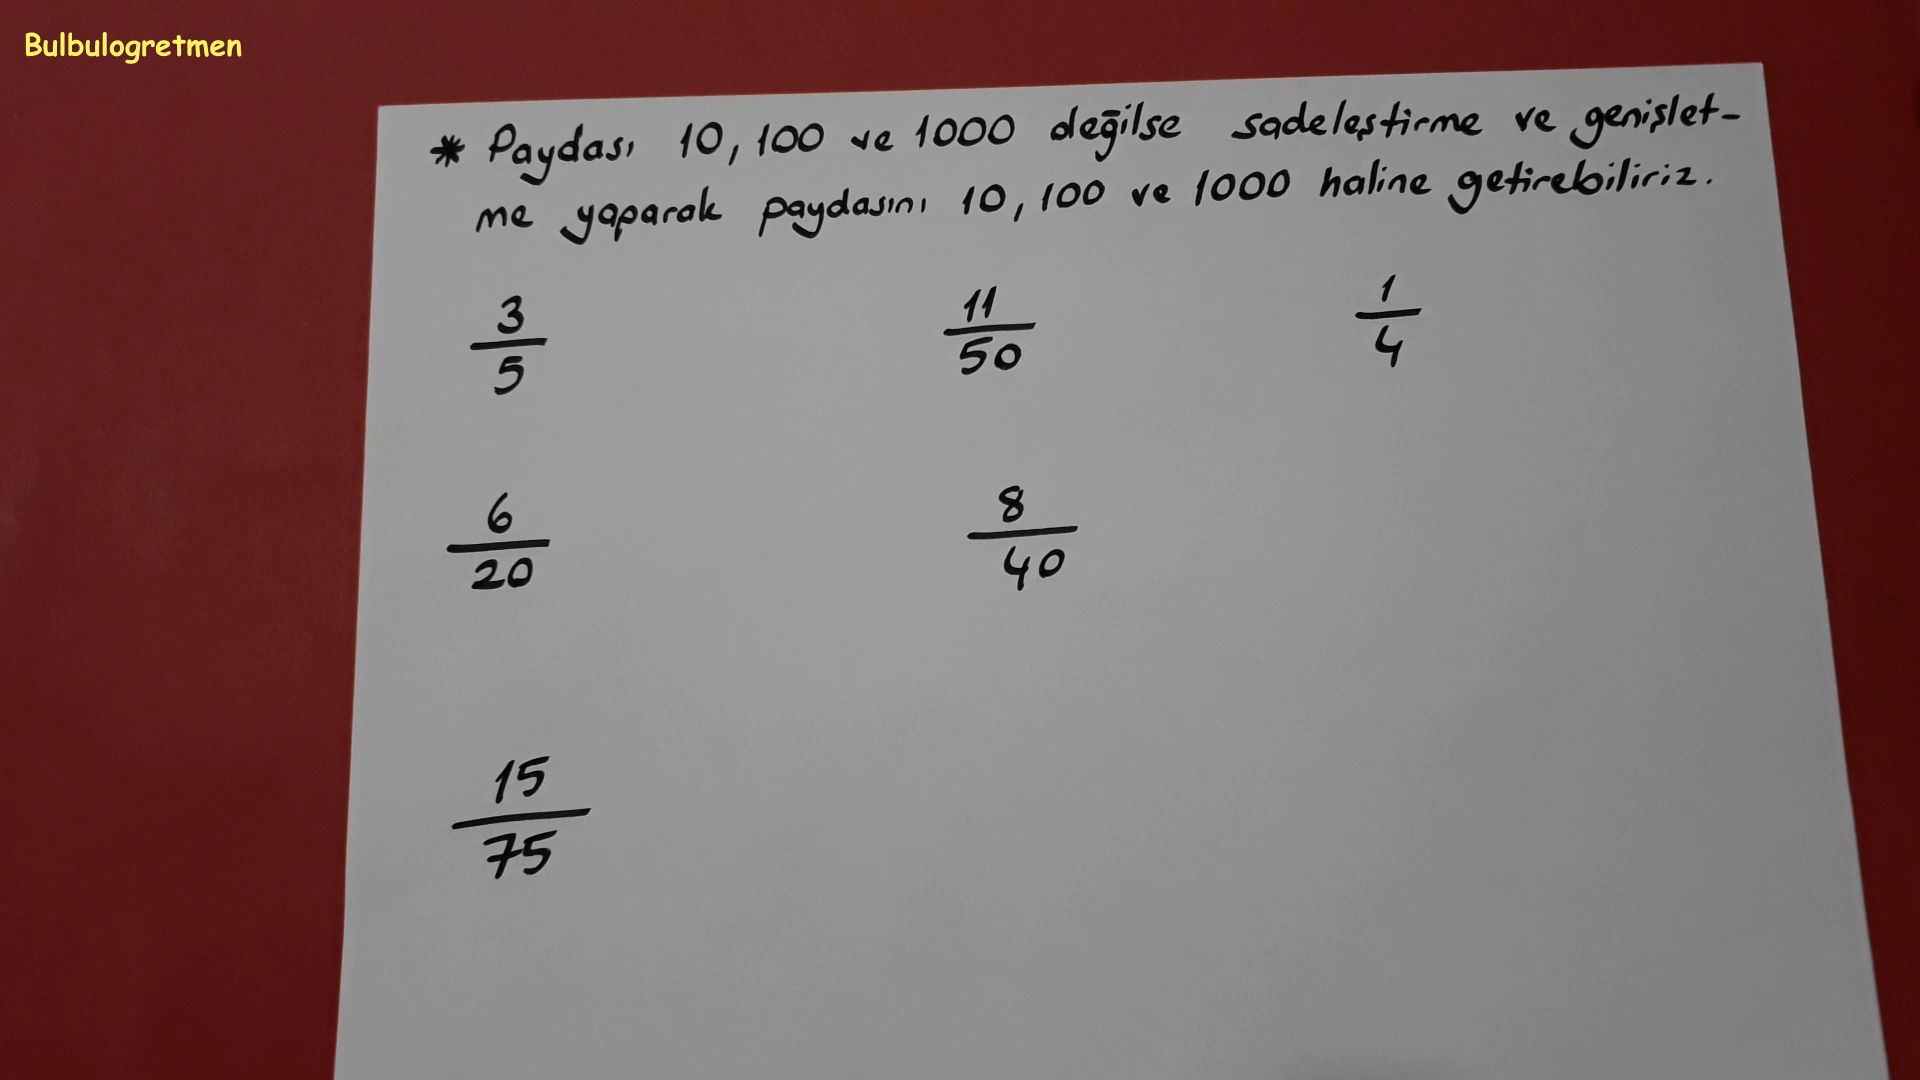 Bulbulogretmen
* Paydası 10, 100 ve 1000 değilse sadeleştirme ve genişlet-
me yaparak paydasını 10, 100 ve 1000 haline getirebiliriz.
3/5 11/50 1/4
6/20 8/40
15/75